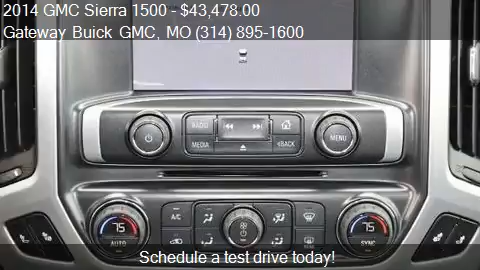 2014 GMC Sierra 1500 - $43,478.00
Gateway Buick GMC, MO (314) 895-1600
RADIO
MEDIA
BACK
MENU
75
A/C
75
AUTO
SYNC
Schedule a test drive today!